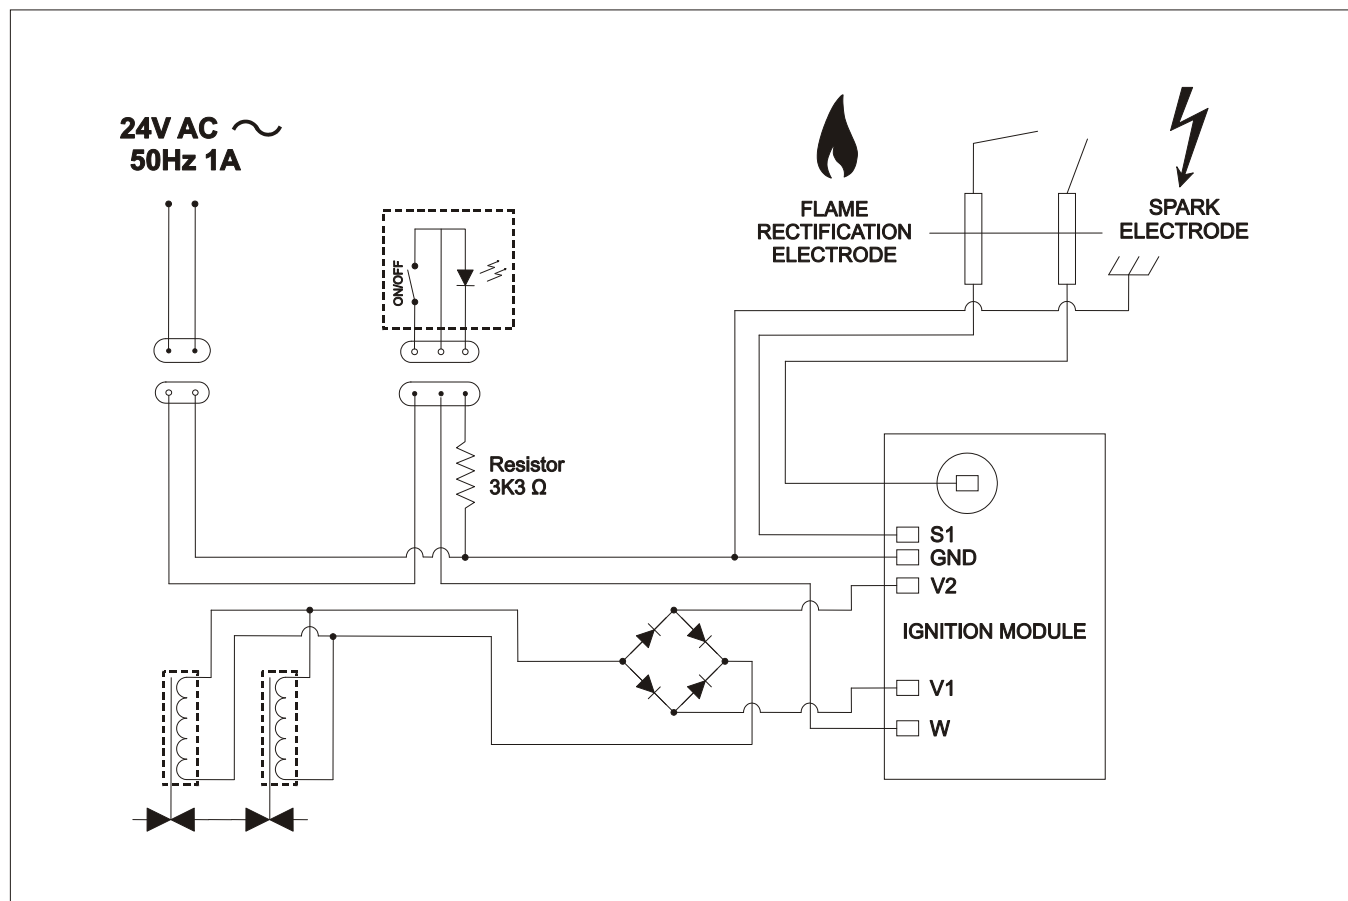 24V AC
50Hz 1A
FLAME
RECTIFICATION
ELECTRODE
SPARK
ELECTRODE
ON/OFF
Resistor
3K3 Ω
S1
GND
V2
IGNITION MODULE
V1
W